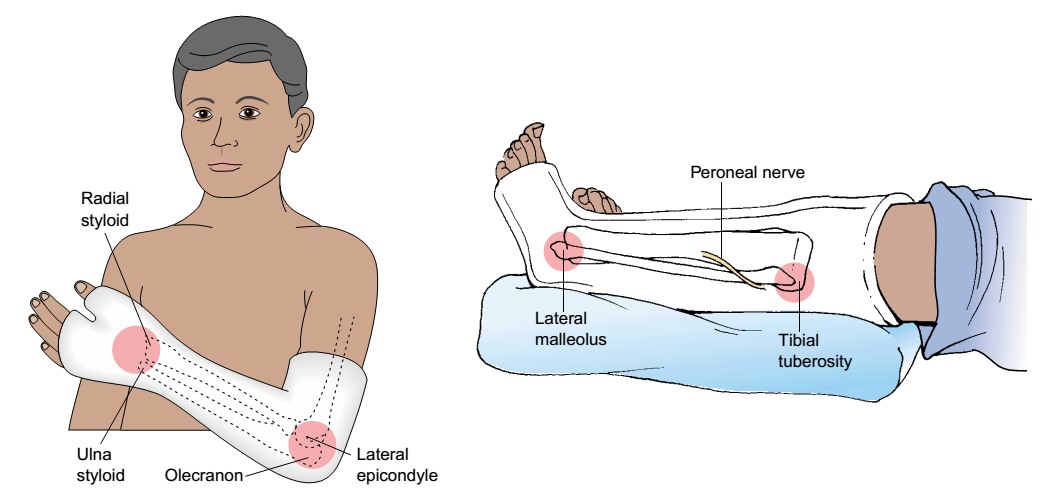 Radial
styloid
Ulna
styloid
Olecranon
Lateral
epicondyle
Peroneal nerve
Lateral
malleolus
Tibial
tuberosity